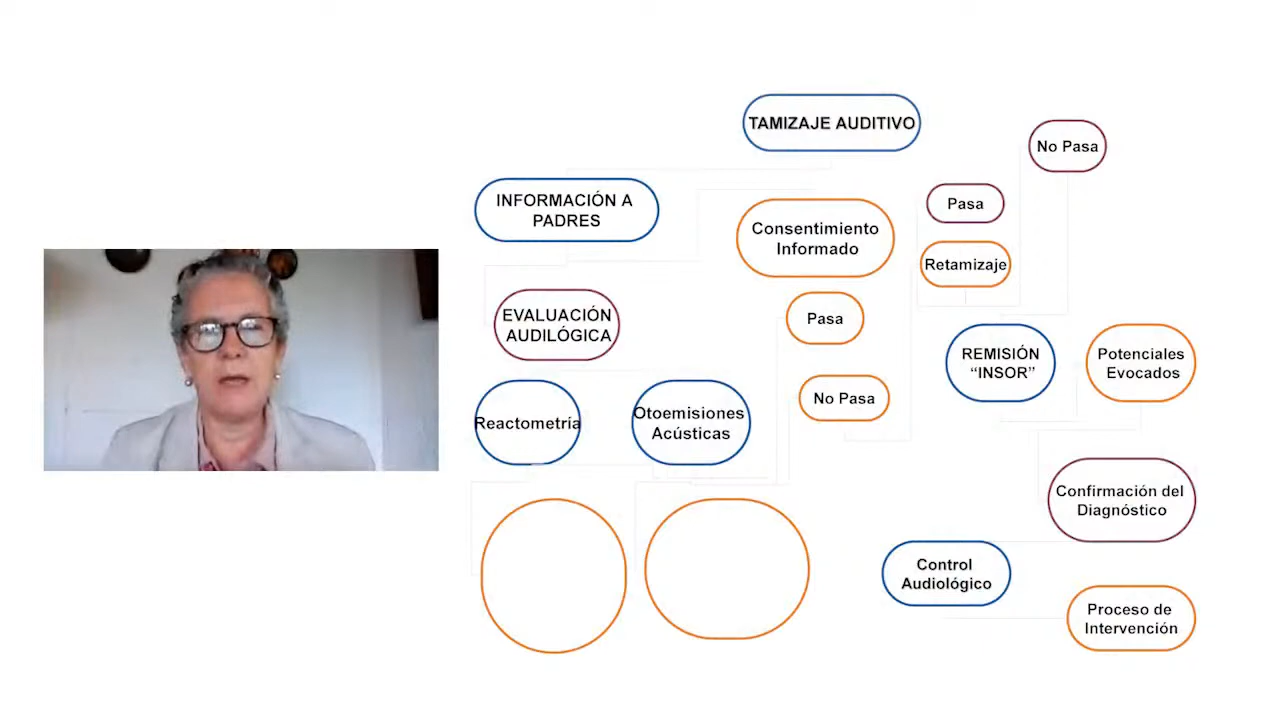 TAMIZAJE AUDITIVO
No Pasa
INFORMACIÓN A
PADRES
Consentimiento
Informado
Pasa
Retamizaje
EVALUACIÓN
AUDILÓGICA
Pasa
No Pasa
REMISIÓN
“INSOR”
Potenciales
Evocados
Reactometría
Otoemisiones
Acústicas
Confirmación del
Diagnóstico
Control
Audiológico
Proceso de
Intervención